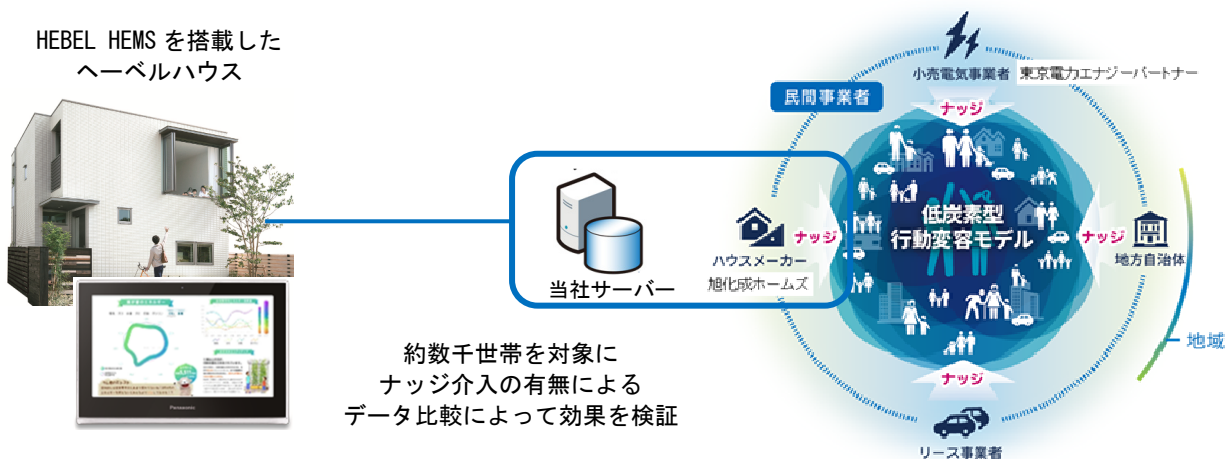 HEBEL HEMS を搭載した
ヘーベルハウス
Panasonic
当社サーバー
約数千世帯を対象に
ナッジ介入の有無による
データ比較によって効果を検証
小売電気事業者 東京電力エナジーパートナー
民間事業者
ナッジ
低炭素型
行動変容モデル
ナッジ
ハウスメーカー
旭化成ホームズ
ナッジ
地方自治体
地域
ナッジ
リース事業者